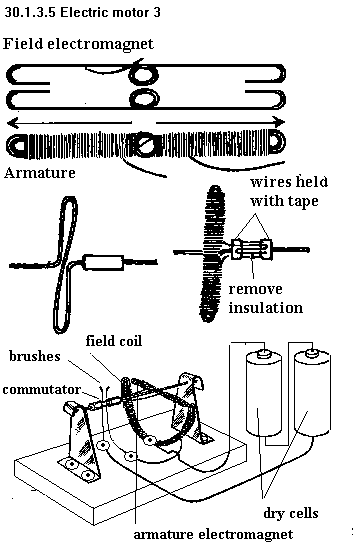 30.1.3.5 Electric motor 3
Field electromagnet
Armature
wires held
with tape
remove
insulation
field coil
brushes
commutator
dry cells
armature electromagnet